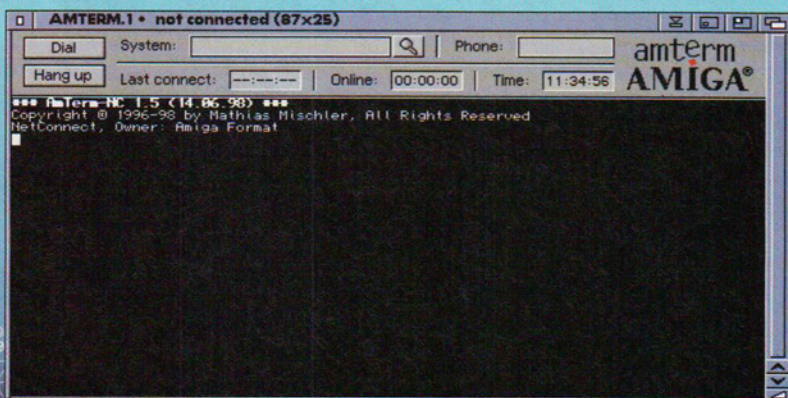 AMTERM.1 • not connected (87×25)
Dial System: Phone:
Hang up Last connect: --:--:-- Online: 00:00:00 Time: 11:34:56
amterm
AMIGA®
*** AmTerm-NC 1.5 (14.06.98) ***
Copyright © 1996-98 by Mathias Mischler, All Rights Reserved
NetConnect, Owner: Amiga Format